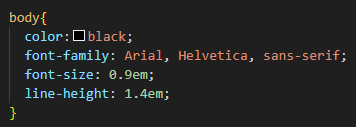 body{
color:black;
font-family: Arial, Helvetica, sans-serif;
font-size: 0.9em;
line-height: 1.4em;
}